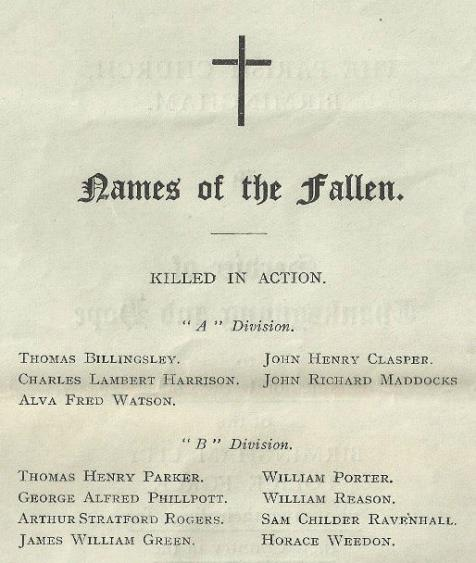 Names of the Fallen.
KILLED IN ACTION.
"A" Division.
THOMAS BILLINGSLEY. JOHN HENRY CLASPER.
CHARLES LAMBERT HARRISON. JOHN RICHARD MADDOCKS
ALVA FRED WATSON.
"B" Division.
THOMAS HENRY PARKER. WILLIAM PORTER.
GEORGE ALFRED PHILLPOTT. WILLIAM REASON.
ARTHUR STRATFORD ROGERS. SAM CHILDER RAVENHALL.
JAMES WILLIAM GREEN. HORACE WEEDON.